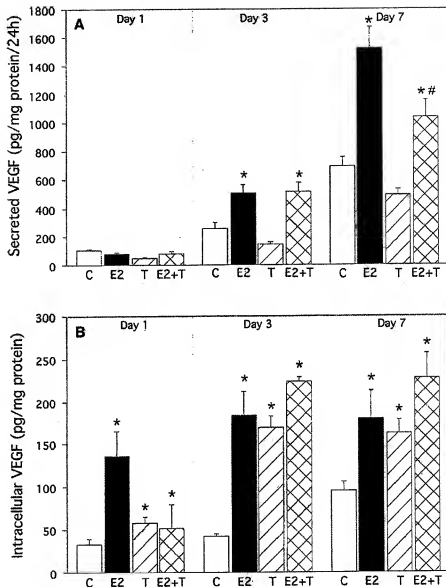 A
Day 1
Day 3
Day 7
Secreted VEGF (pg/mg protein/24h)
1800
1600
1400
1200
1000
800
600
400
200
0
*
*
*
*#
C E2 T E2+T C E2 T E2+T C E2 T E2+T
B
Day 1
Day 3
Day 7
Intracellular VEGF (pg/mg protein)
300
250
200
150
100
50
0
*
*
*
*
*
*
*
*
*
C E2 T E2+T C E2 T E2+T C E2 T E2+T